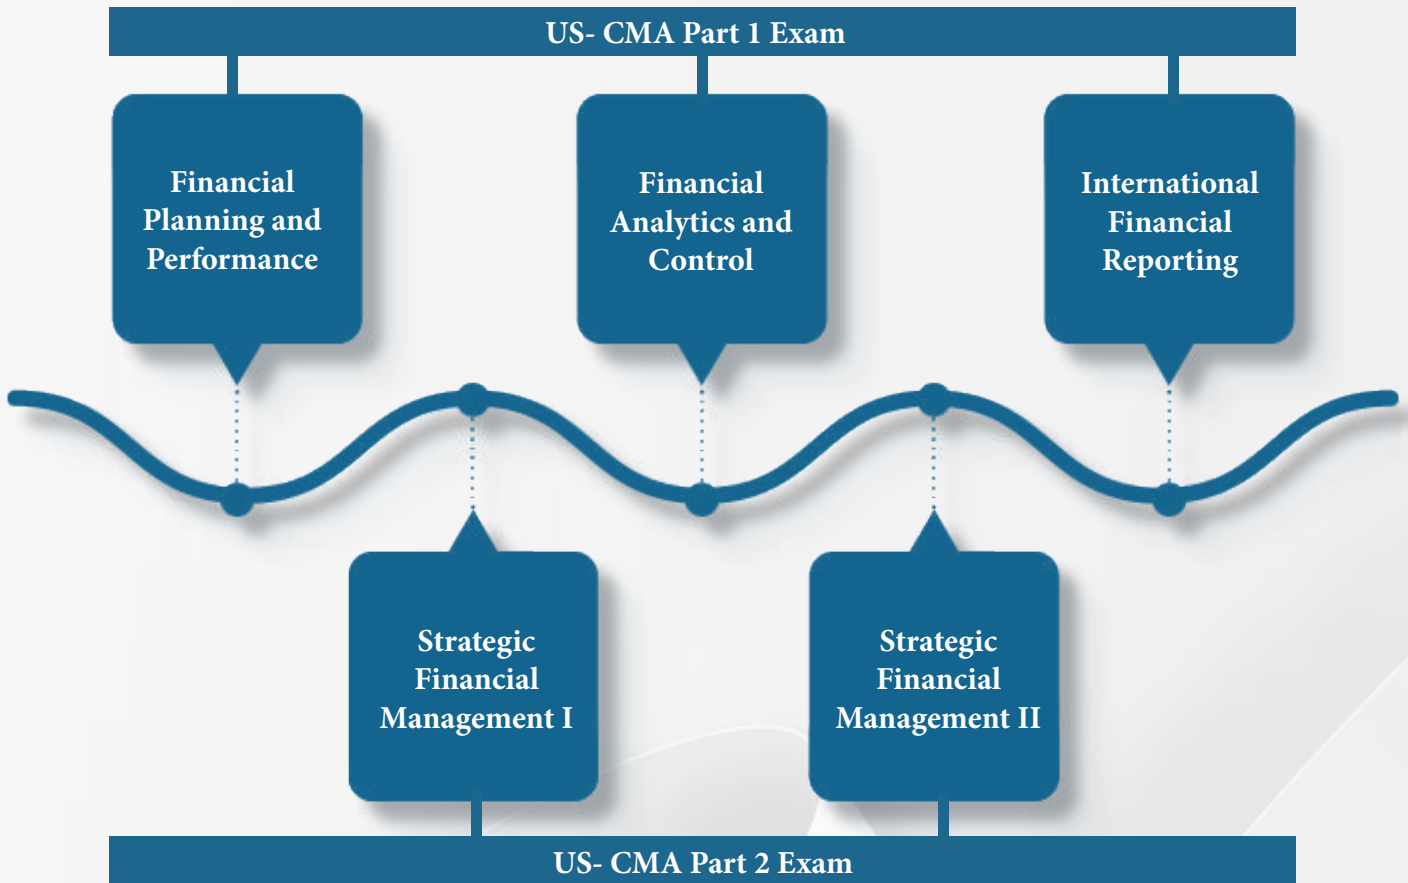 US- CMA Part 1 Exam
Financial
Planning and
Performance
Financial
Analytics and
Control
International
Financial
Reporting
Strategic
Financial
Management I
Strategic
Financial
Management II
US- CMA Part 2 Exam